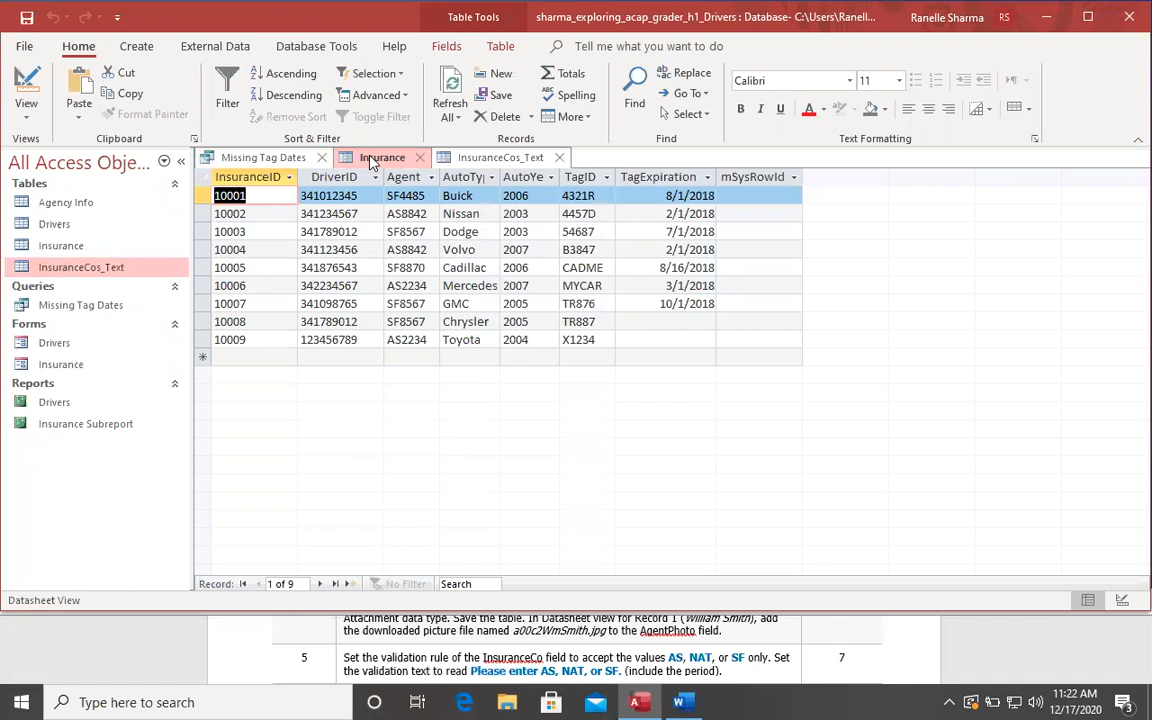 Table Tools
sharma_exploring_acap_grader_h1_Drivers : Database- C:\Users\Ranell...
Ranelle Sharma
RS
File Home Create External Data Database Tools Help Fields Table Tell me what you want to do
View
Views
Paste
Cut
Copy
Format Painter
Clipboard
Filter
Ascending
Descending
Remove Sort
Selection
Advanced
Toggle Filter
Sort & Filter
Refresh
All
New
Save
Delete
Totals
Spelling
More
Records
Find
Replace
Go To
Select
Find
Calibri
11
B I U A
Text Formatting
All Access Obje...
Tables
Agency Info
Drivers
Insurance
InsuranceCos_Text
Queries
Missing Tag Dates
Forms
Drivers
Insurance
Reports
Drivers
Insurance Subreport
Missing Tag Dates Insurance InsuranceCos_Text
InsuranceID DriverID Agent AutoTy AutoYe TagID TagExpiration mSysRowId
10001 341012345 SF4485 Buick 2006 4321R 8/1/2018
10002 341234567 AS8842 Nissan 2003 4457D 2/1/2018
10003 341789012 SF8567 Dodge 2003 54687 7/1/2018
10004 341123456 AS8842 Volvo 2007 B3847 2/1/2018
10005 341876543 SF8870 Cadillac 2006 CADME 8/16/2018
10006 342234567 AS2234 Mercedes 2007 MYCAR 3/1/2018
10007 341098765 SF8567 GMC 2005 TR876 10/1/2018
10008 341789012 SF8567 Chrysler 2005 TR887
10009 123456789 AS2234 Toyota 2004 X1234
Record: 1 of 9 No Filter Search
Datasheet View
Attachment data type. Save the table. In Datasheet view for Record 1 (William Smith), add
the downloaded picture file named a00c2WmSmith.jpg to the AgentPhoto field.
5 Set the validation rule of the InsuranceCo field to accept the values AS, NAT, or SF only. Set 7
the validation text to read Please enter AS, NAT, or SF. (include the period).
Type here to search
11:22 AM
12/17/2020
3